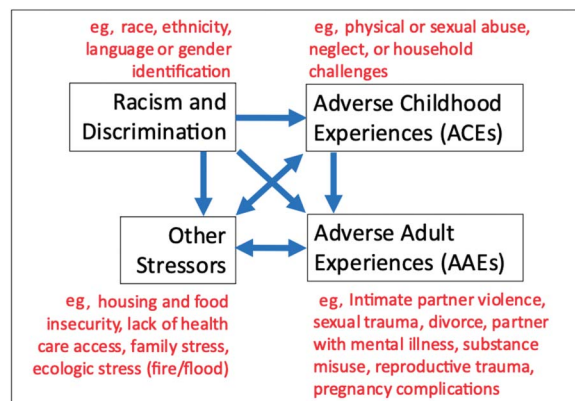 eg, race, ethnicity,
language or gender
identification
eg, physical or sexual abuse,
neglect, or household
challenges
Racism and
Discrimination
Adverse Childhood
Experiences (ACEs)
Other
Stressors
Adverse Adult
Experiences (AAEs)
eg, housing and food
insecurity, lack of health
care access, family stress,
ecologic stress (fire/flood)
eg, Intimate partner violence,
sexual trauma, divorce, partner
with mental illness, substance
misuse, reproductive trauma,
pregnancy complications